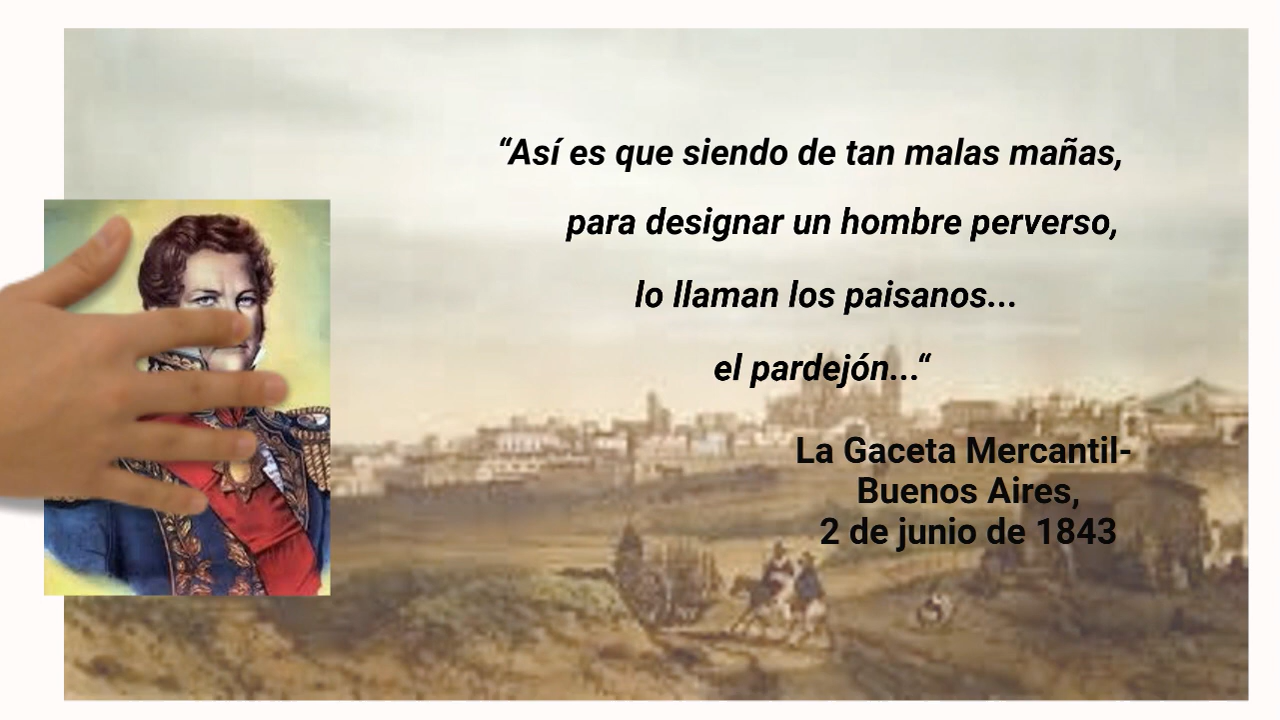 “Así es que siendo de tan malas mañas,
para designar un hombre perverso,
lo llaman los paisanos...
el pardejón...“
La Gaceta Mercantil-
Buenos Aires,
2 de junio de 1843